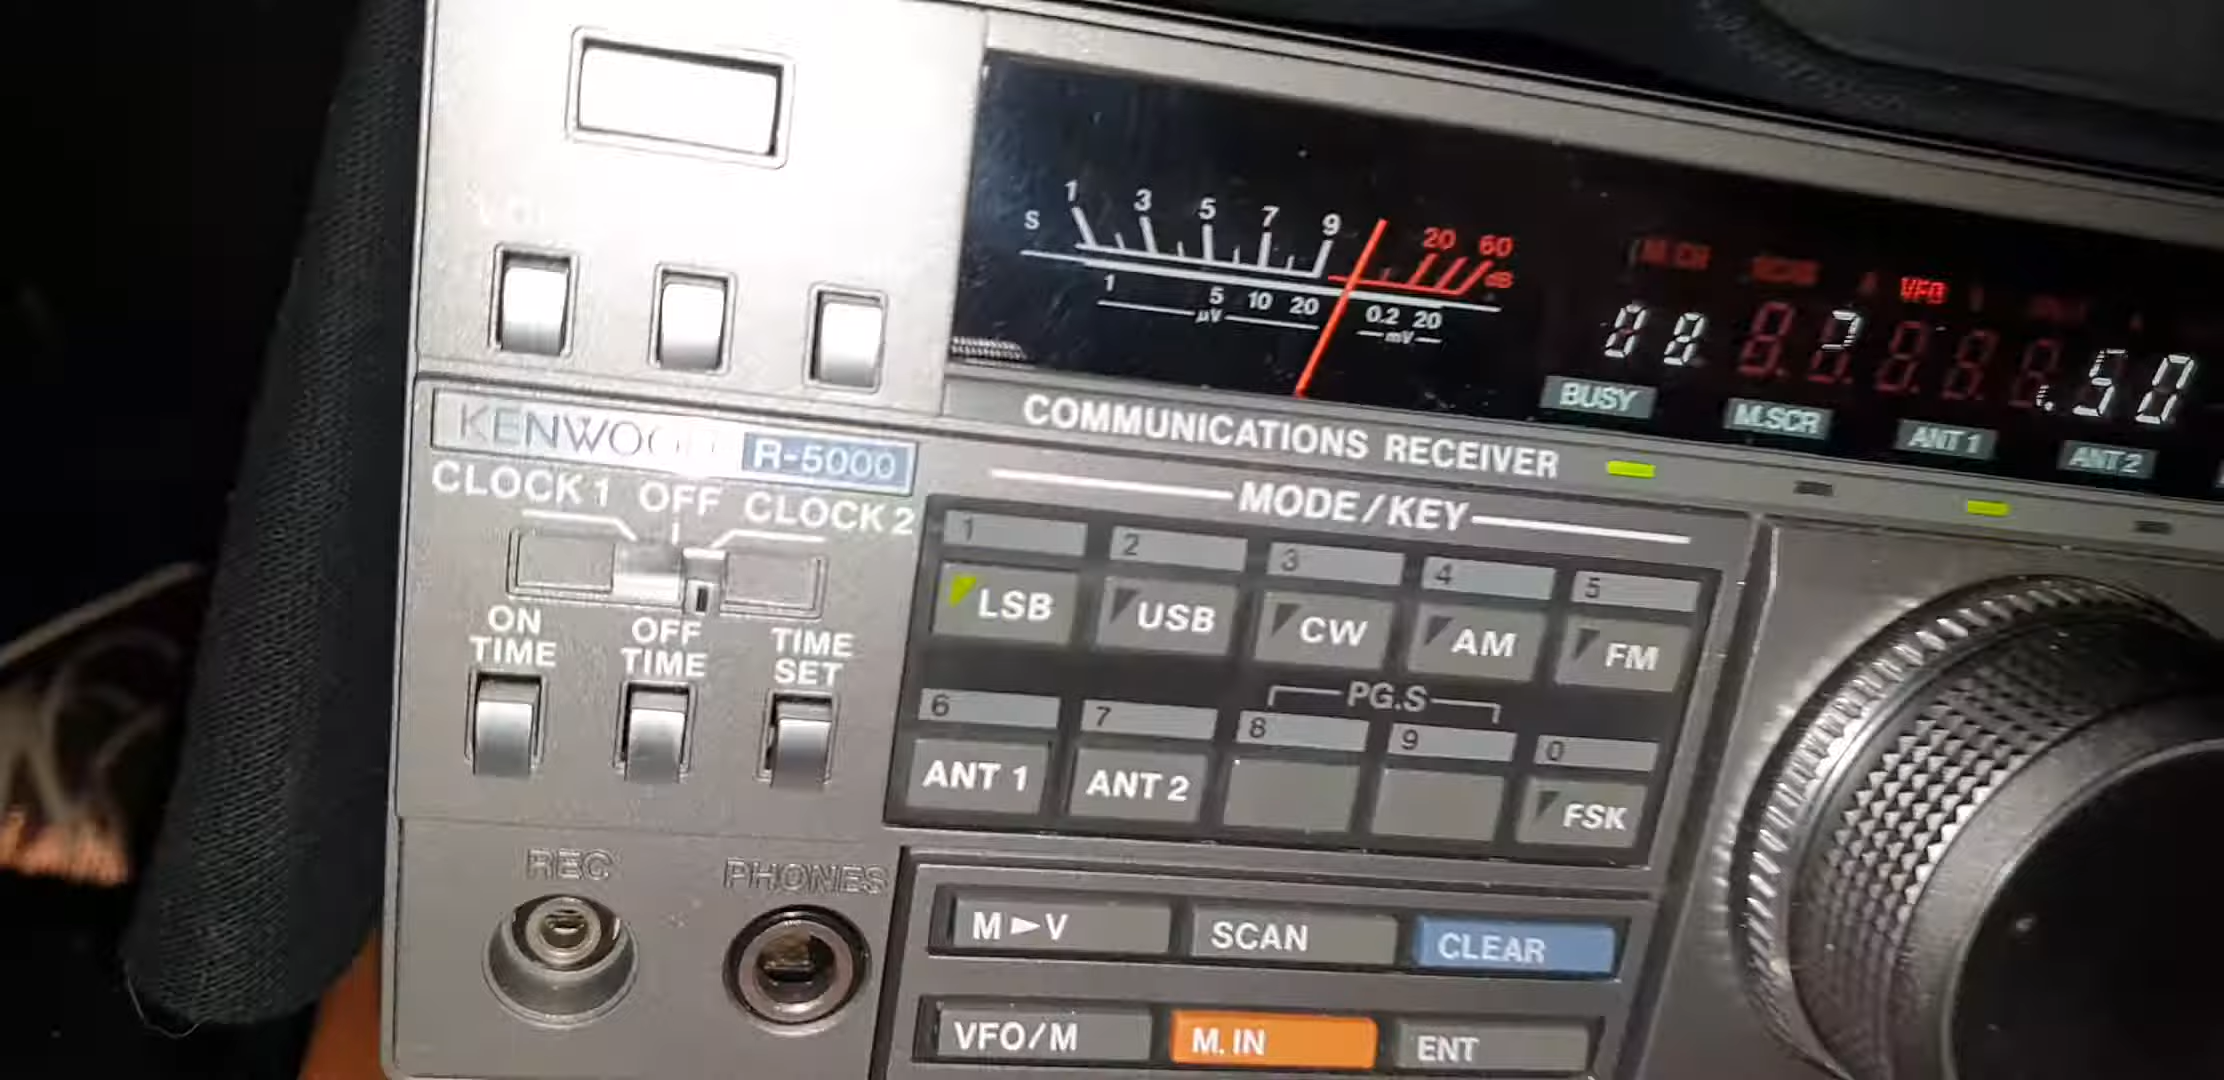 1 3 5 7 9 20 60
S
dB
1 5 10 20 0.2 20
µV mV
VFO
BUSY M.SCR ANT 1 ANT 2
COMMUNICATIONS RECEIVER
KENWOOD R-5000
CLOCK 1 OFF CLOCK 2
ON TIME
OFF TIME
TIME SET
MODE/KEY
1 2 3 4 5
LSB USB CW AM FM
PG.S
6 7 8 9 0
ANT 1 ANT 2 FSK
REC PHONES
M►V SCAN CLEAR
VFO/M M.IN ENT